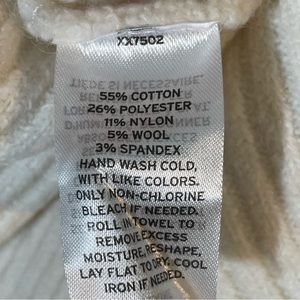 XX7502
55% COTTON
26% POLYESTER
11% NYLON
5% WOOL
3% SPANDEX
HAND WASH COLD,
WITH LIKE COLORS.
ONLY NON-CHLORINE
BLEACH IF NEEDED.
ROLL IN TOWEL TO
REMOVE EXCESS
MOISTURE, RESHAPE,
LAY FLAT TO DRY. COOL
IRON IF NEEDED.